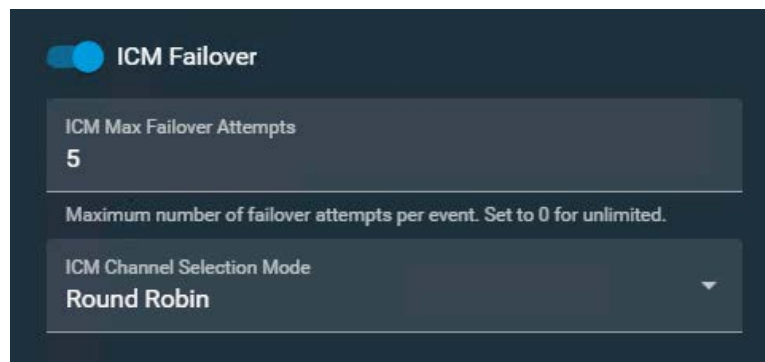 ICM Failover
ICM Max Failover Attempts
5
Maximum number of failover attempts per event. Set to 0 for unlimited.
ICM Channel Selection Mode
Round Robin